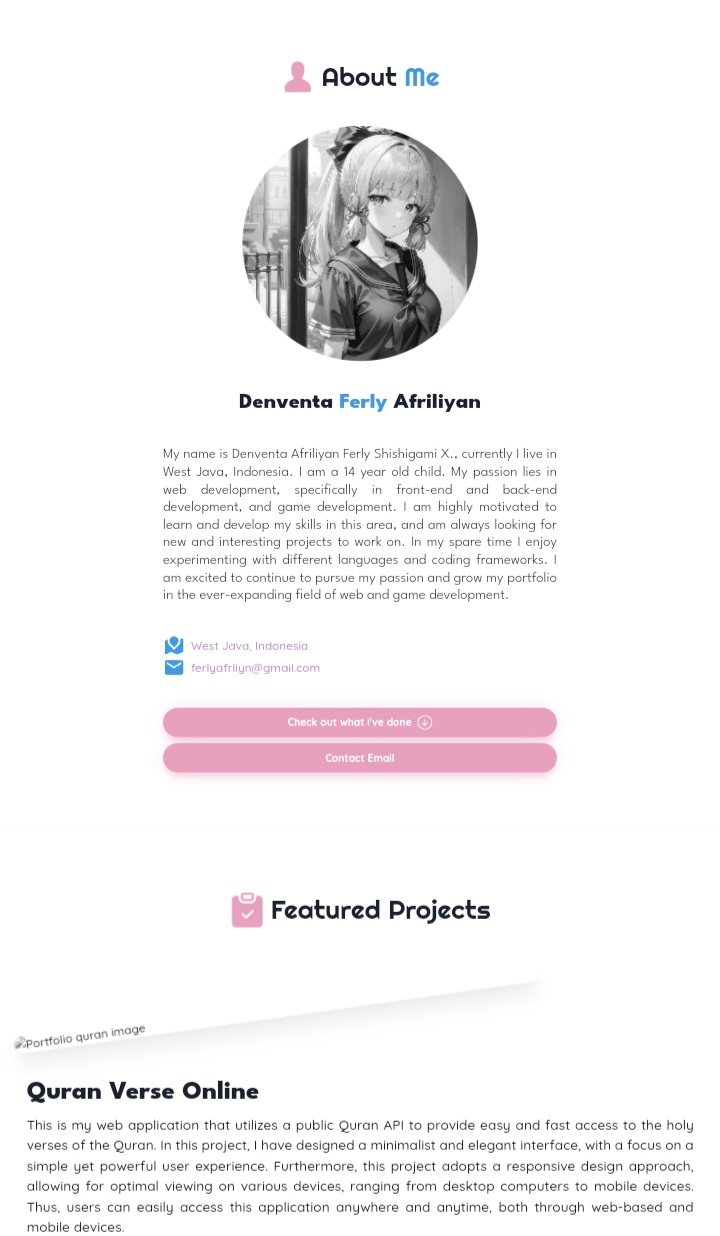 About Me
Denventa Ferly Afriliyan
My name is Denventa Afriliyan Ferly Shishigami X., currently I live in
West Java, Indonesia. I am a 14 year old child. My passion lies in
web development, specifically in front-end and back-end
development, and game development. I am highly motivated to
learn and develop my skills in this area, and am always looking for
new and interesting projects to work on. In my spare time I enjoy
experimenting with different languages and coding frameworks. I
am excited to continue to pursue my passion and grow my portfolio
in the ever-expanding field of web and game development.
West Java, Indonesia
ferlyafrliyn@gmail.com
Check out what i've done
Contact Email
Featured Projects
Portfolio quran image
Quran Verse Online
This is my web application that utilizes a public Quran API to provide easy and fast access to the holy
verses of the Quran. In this project, I have designed a minimalist and elegant interface, with a focus on a
simple yet powerful user experience. Furthermore, this project adopts a responsive design approach,
allowing for optimal viewing on various devices, ranging from desktop computers to mobile devices.
Thus, users can easily access this application anywhere and anytime, both through web-based and
mobile devices.